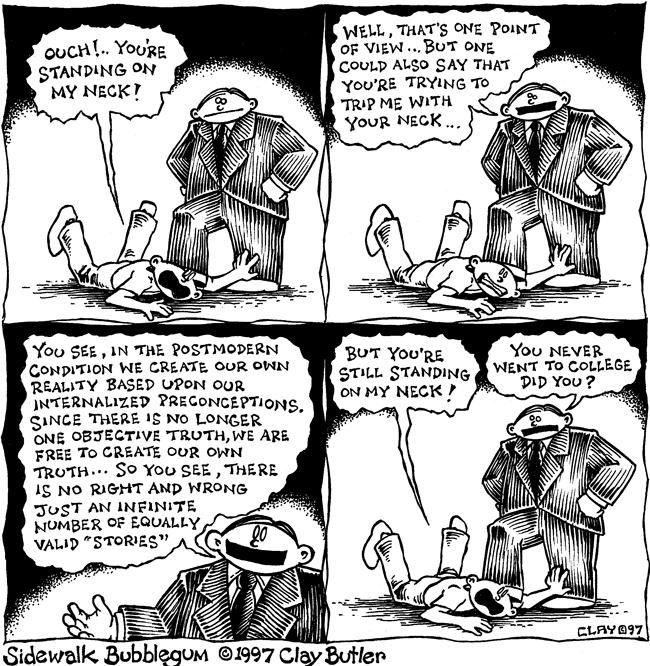 OUCH!.. YOU'RE
STANDING ON
MY NECK!
WELL, THAT'S ONE POINT
OF VIEW... BUT ONE
COULD ALSO SAY THAT
YOU'RE TRYING TO
TRIP ME WITH
YOUR NECK...
YOU SEE, IN THE POSTMODERN
CONDITION WE CREATE OUR OWN
REALITY BASED UPON OUR
INTERNALIZED PRECONCEPTIONS.
SINCE THERE IS NO LONGER
ONE OBJECTIVE TRUTH, WE ARE
FREE TO CREATE OUR OWN
TRUTH... SO YOU SEE, THERE
IS NO RIGHT AND WRONG
JUST AN INFINITE
NUMBER OF EQUALLY
VALID "STORIES"
BUT YOU'RE
STILL STANDING
ON MY NECK!
YOU NEVER
WENT TO COLLEGE
DID YOU?
CLAY©97
Sidewalk Bubblegum ©1997 Clay Butler